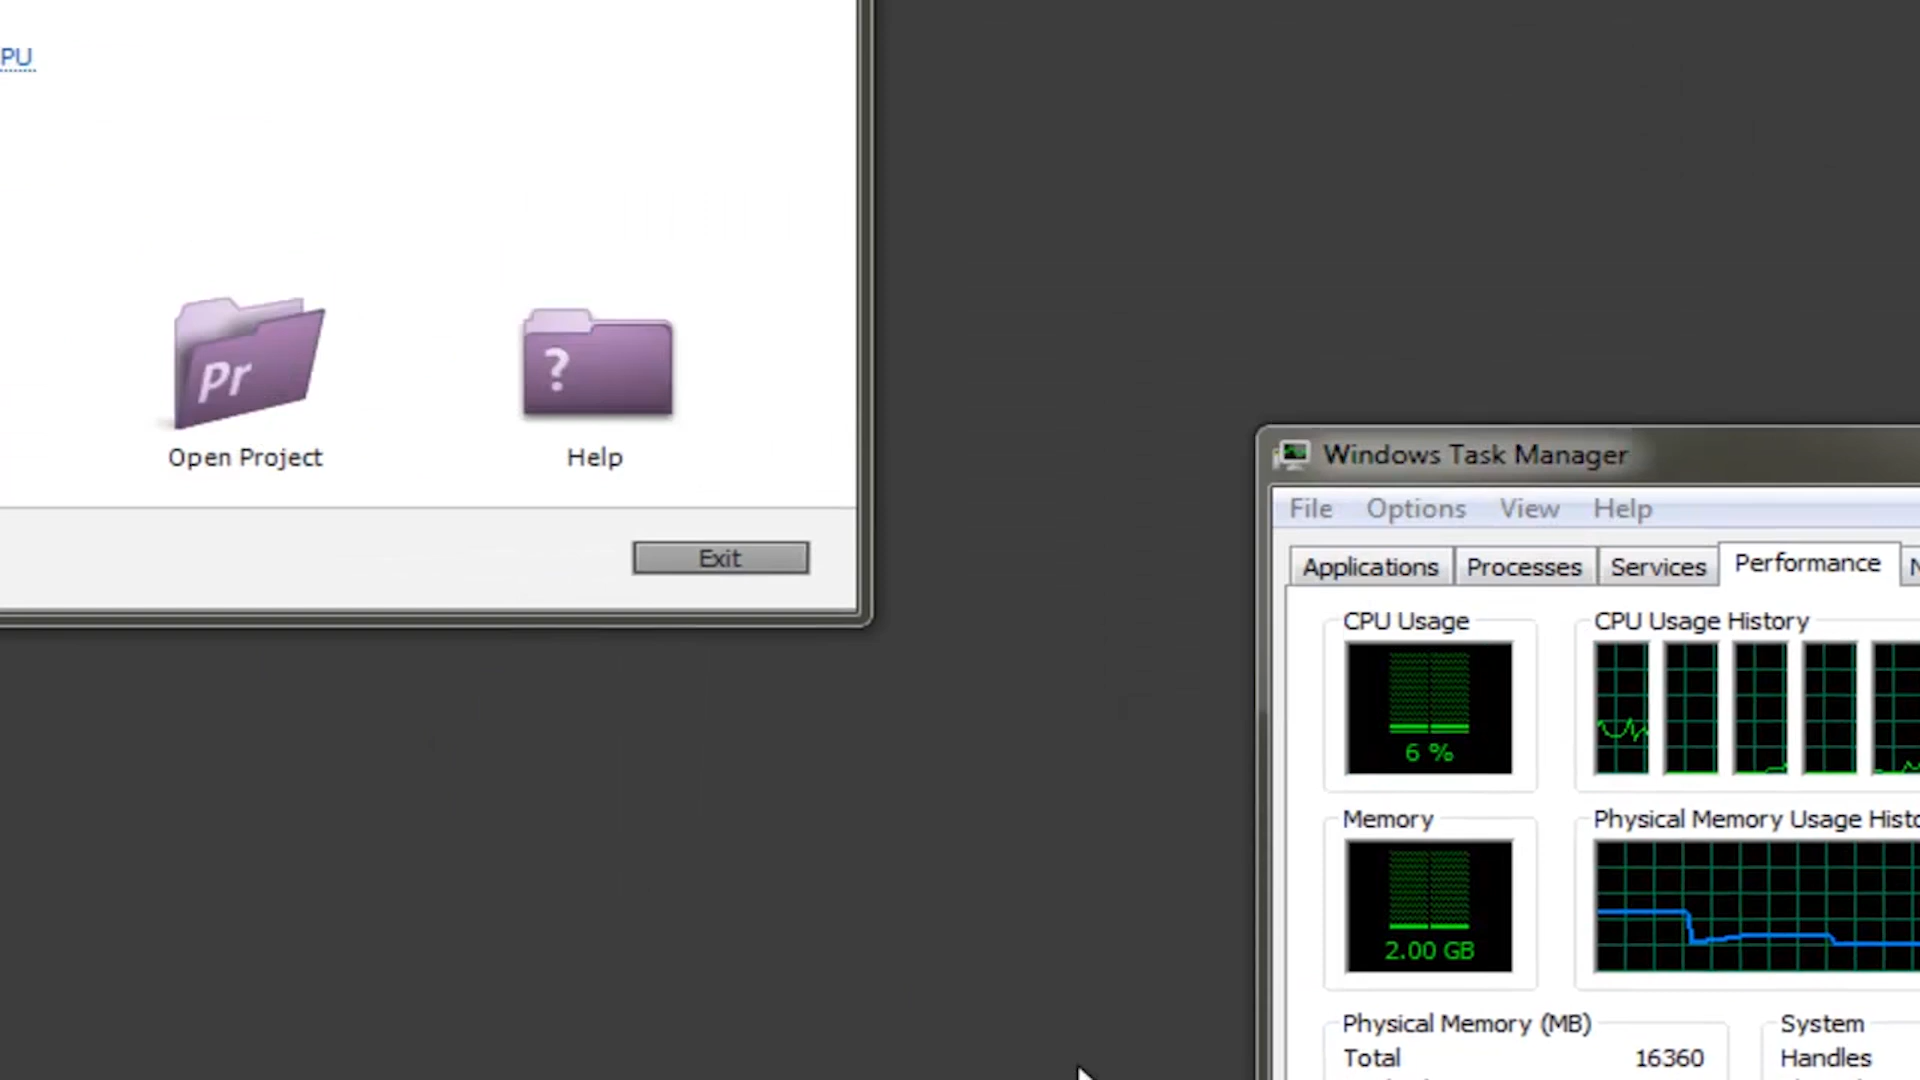 PU
Pr
?
Open Project
Help
Exit
Windows Task Manager
File Options View Help
Applications Processes Services Performance
CPU Usage
CPU Usage History
6 %
Memory
Physical Memory Usage Histo
2.00 GB
Physical Memory (MB)
Total 16360
System
Handles